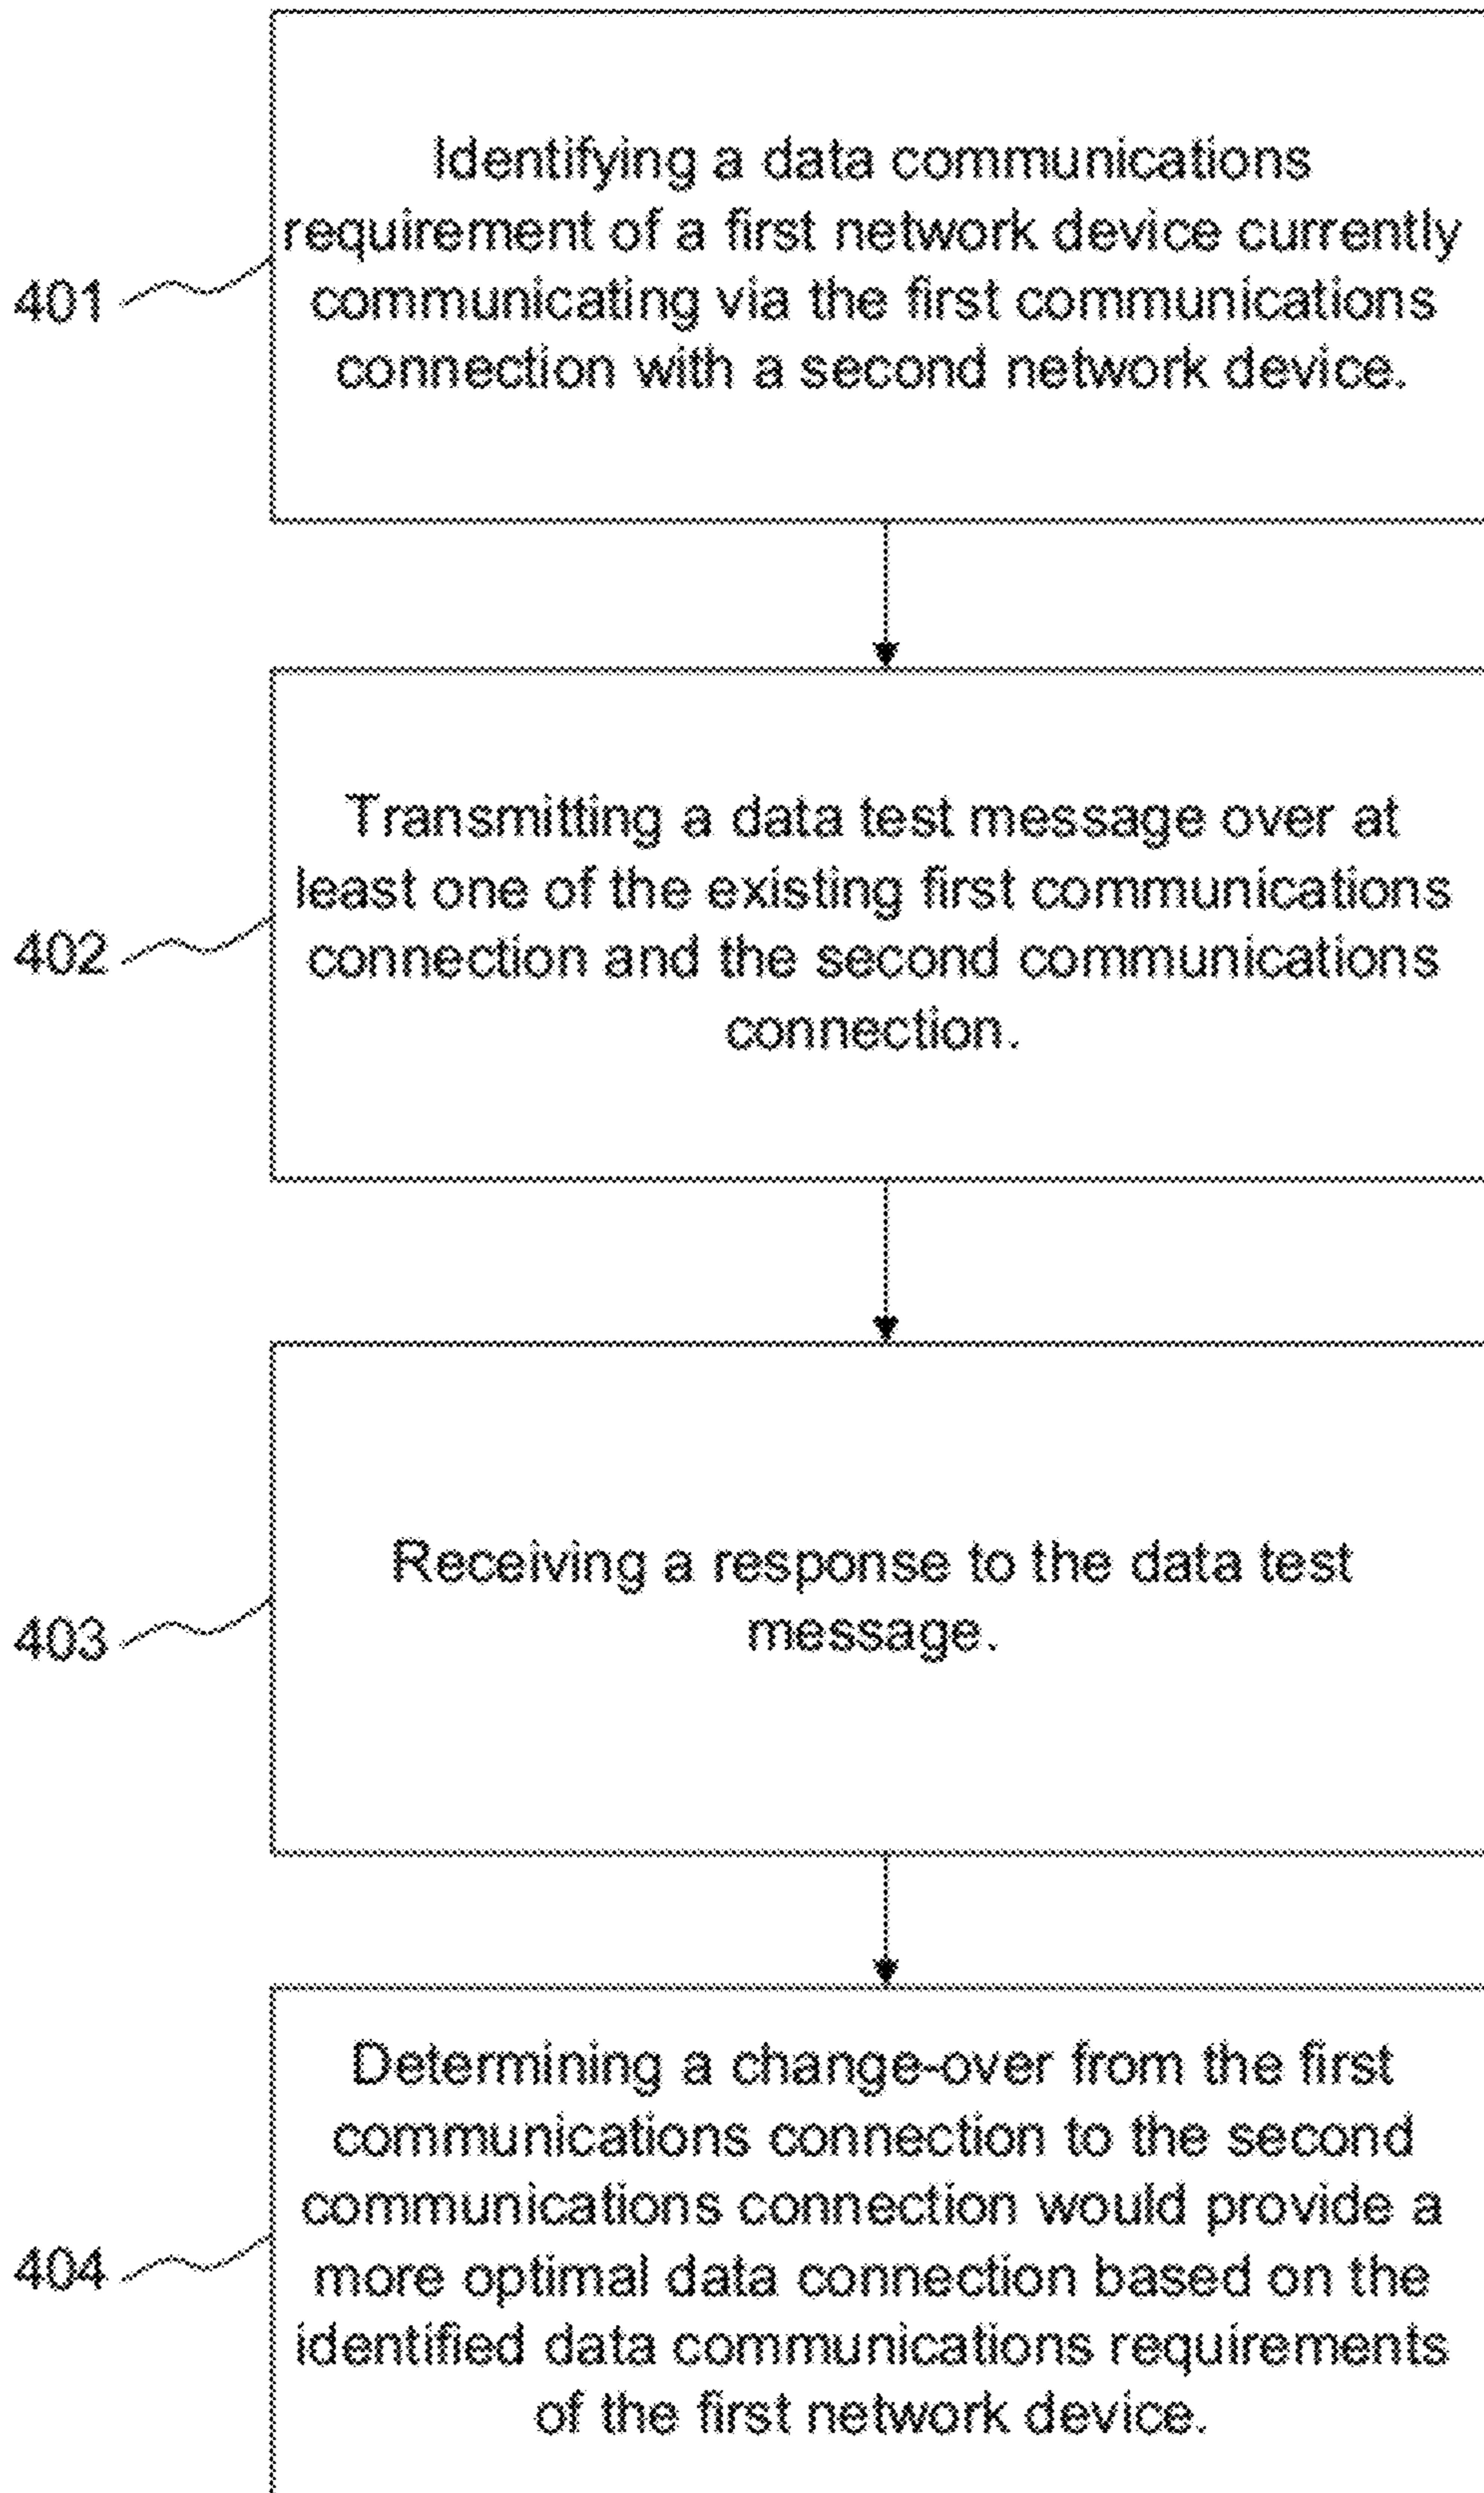 Identifying a data communications
requirement of a first network device currently
communicating via the first communications
connection with a second network device.
401
Transmitting a data test message over at
least one of the existing first communications
connection and the second communications
connection.
402
Receiving a response to the data test
message.
403
Determining a change-over from the first
communications connection to the second
communications connection would provide a
more optimal data connection based on the
identified data communications requirements
of the first network device.
404